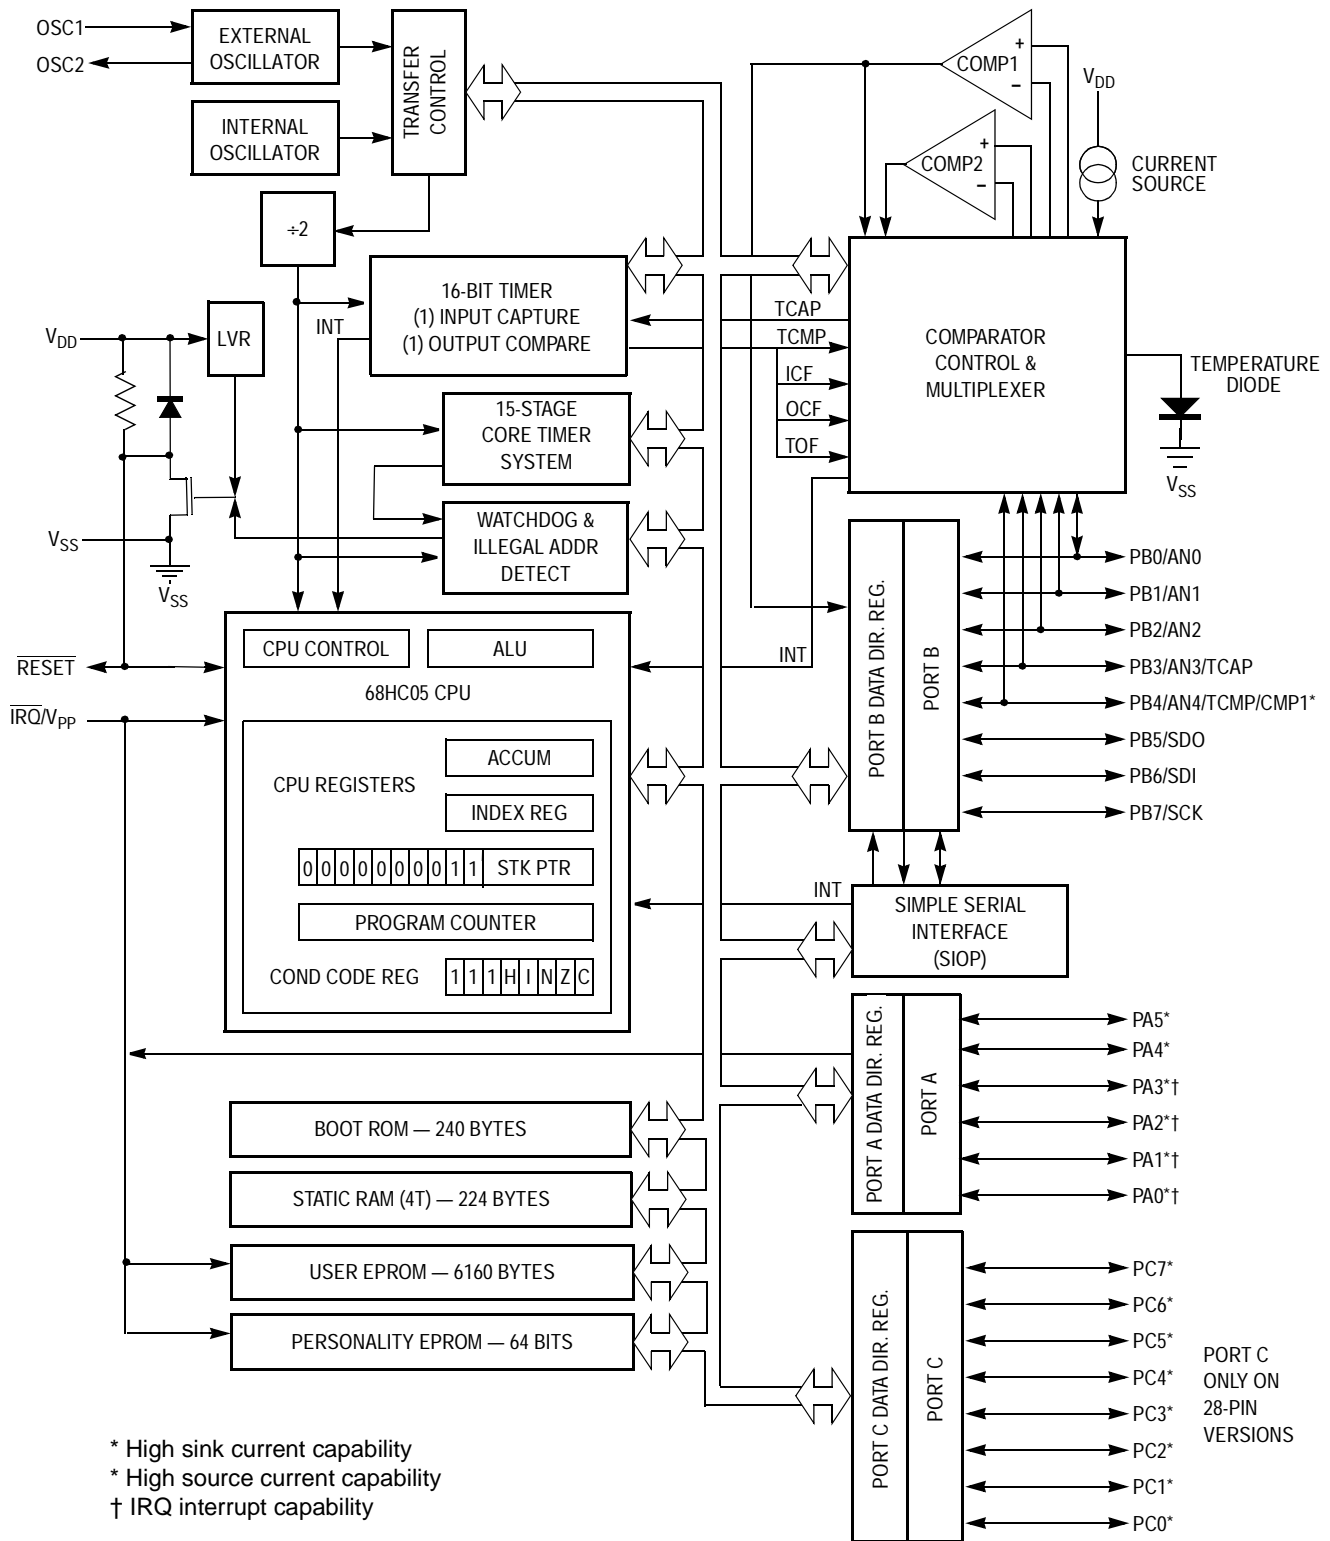 OSC1
OSC2
EXTERNAL
OSCILLATOR
INTERNAL
OSCILLATOR
TRANSFER
CONTROL
÷2
COMP1
+
–
COMP2
+
–
VDD
CURRENT
SOURCE
16-BIT TIMER
(1) INPUT CAPTURE
(1) OUTPUT COMPARE
INT
VDD
LVR
TCAP
TCMP
ICF
OCF
TOF
COMPARATOR
CONTROL &
MULTIPLEXER
TEMPERATURE
DIODE
VSS
15-STAGE
CORE TIMER
SYSTEM
WATCHDOG &
ILLEGAL ADDR
DETECT
VSS
VSS
RESET
IRQ/VPP
CPU CONTROL
ALU
68HC05 CPU
CPU REGISTERS
ACCUM
INDEX REG
0 0 0 0 0 0 0 0 1 1 STK PTR
PROGRAM COUNTER
COND CODE REG
1 1 1 H I N Z C
INT
INT
PORT B DATA DIR. REG.
PORT B
PB0/AN0
PB1/AN1
PB2/AN2
PB3/AN3/TCAP
PB4/AN4/TCMP/CMP1*
PB5/SDO
PB6/SDI
PB7/SCK
SIMPLE SERIAL
INTERFACE
(SIOP)
PORT A DATA DIR. REG.
PORT A
PA5*
PA4*
PA3*†
PA2*†
PA1*†
PA0*†
BOOT ROM — 240 BYTES
STATIC RAM (4T) — 224 BYTES
USER EPROM — 6160 BYTES
PERSONALITY EPROM — 64 BITS
PORT C DATA DIR. REG.
PORT C
PC7*
PC6*
PC5*
PC4*
PC3*
PC2*
PC1*
PC0*
PORT C
ONLY ON
28-PIN
VERSIONS
* High sink current capability
* High source current capability
† IRQ interrupt capability